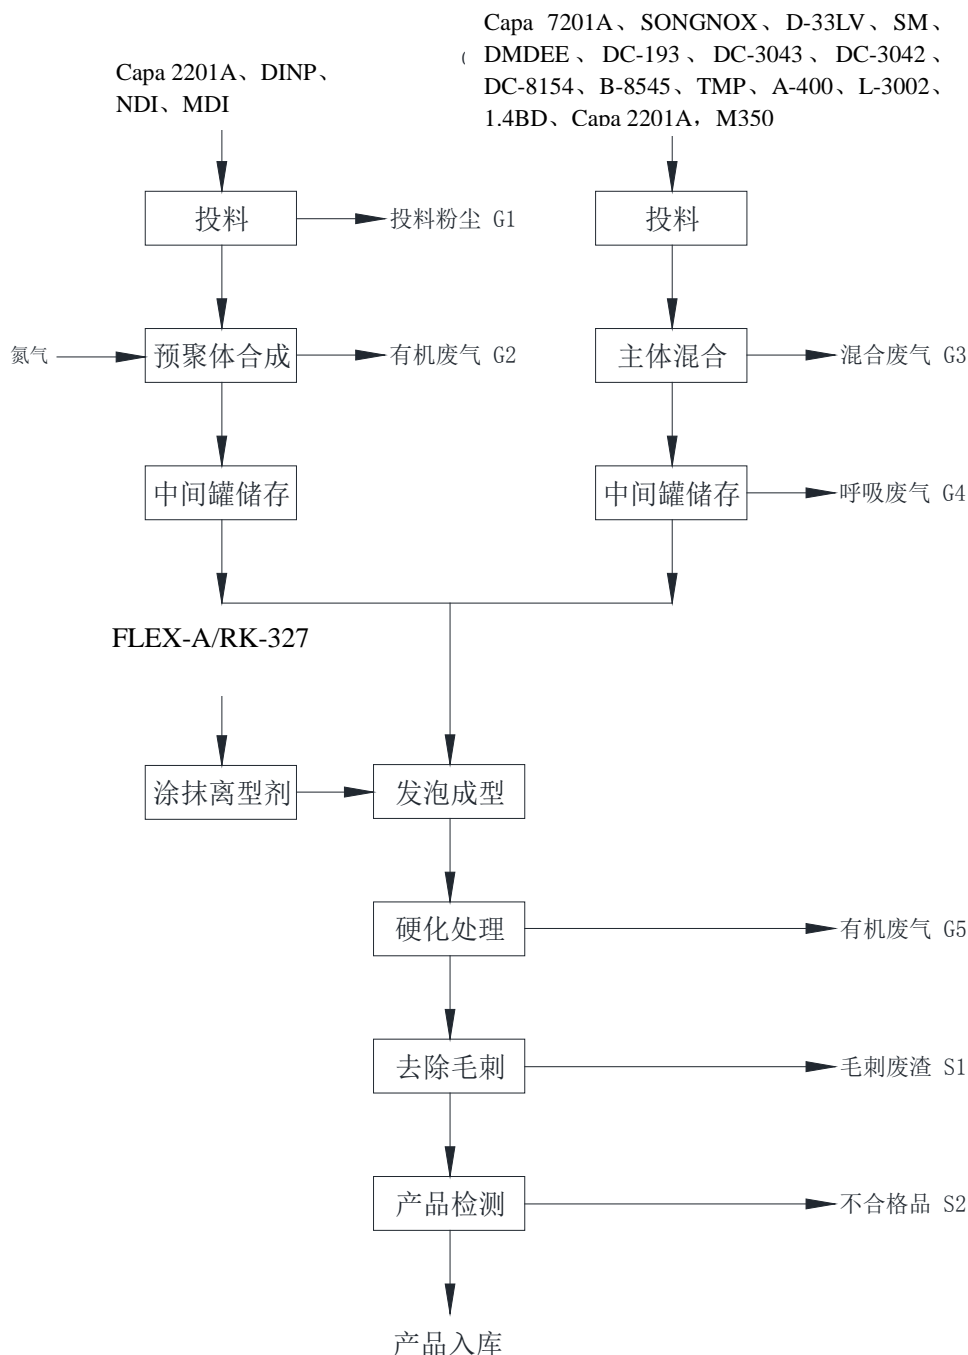 Capa 7201A、SONGNOX、D-33LV、SM、
DMDEE、DC-193、DC-3043、DC-3042、
DC-8154、B-8545、TMP、A-400、L-3002、
1.4BD、Capa 2201A，M350
（
Capa 2201A、DINP、
NDI、MDI
投料
投料粉尘 G1
投料
氮气
预聚体合成
有机废气 G2
主体混合
混合废气 G3
中间罐储存
中间罐储存
呼吸废气 G4
FLEX-A/RK-327
涂抹离型剂
发泡成型
硬化处理
有机废气 G5
去除毛刺
毛刺废渣 S1
产品检测
不合格品 S2
产品入库